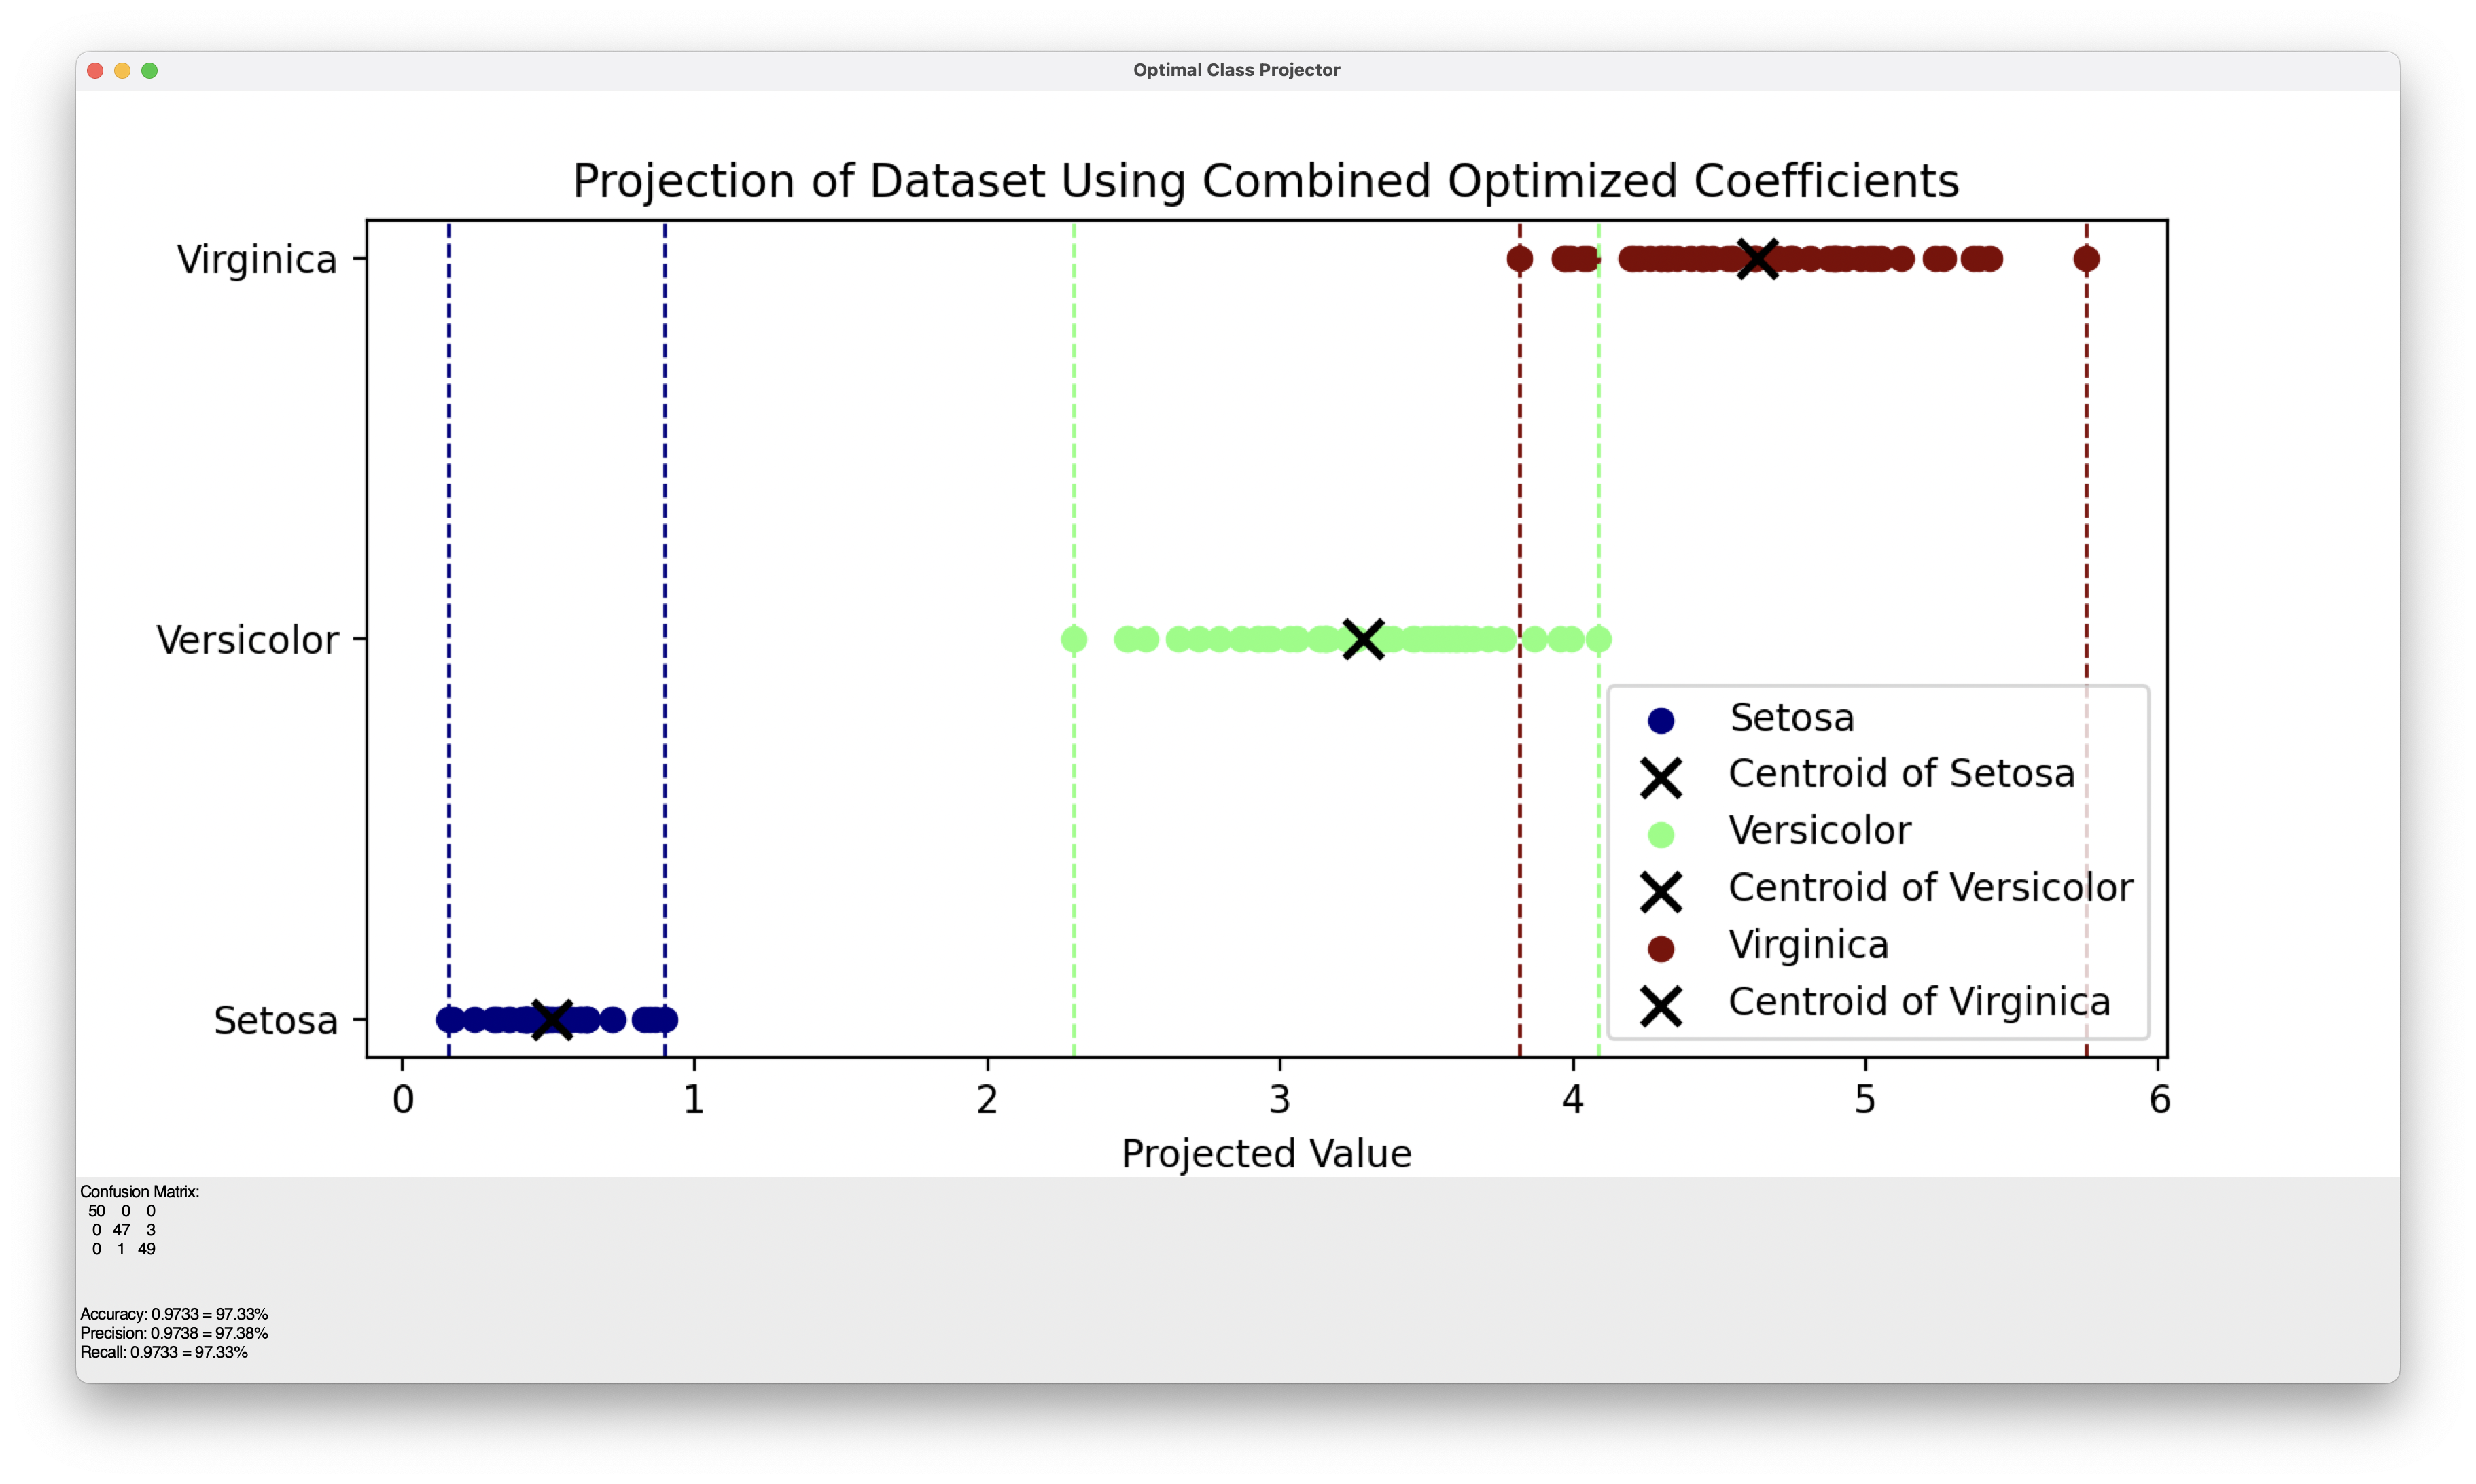 Optimal Class Projector
Projection of Dataset Using Combined Optimized Coefficients
Virginica
Versicolor
Setosa
Setosa
Centroid of Setosa
Versicolor
Centroid of Versicolor
Virginica
Centroid of Virginica
0 1 2 3 4 5 6
Projected Value
Confusion Matrix:
50 0 0
0 47 3
0 1 49
Accuracy: 0.9733 = 97.33%
Precision: 0.9738 = 97.38%
Recall: 0.9733 = 97.33%